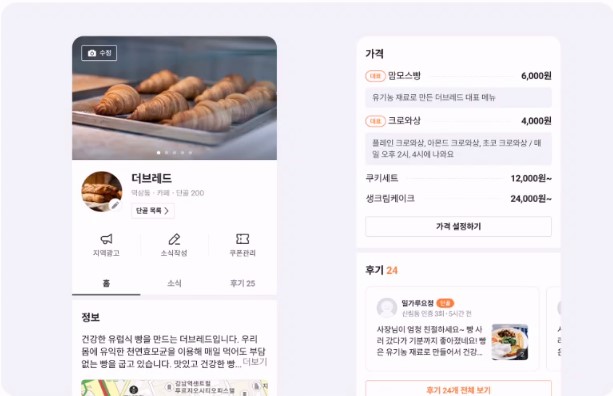 수정
더브레드
역삼동 · 카페 · 단골 200
단골 목록 >
지역광고
소식작성
쿠폰관리
홈
소식
후기 25
정보
건강한 유럽식 빵을 만드는 더브레드입니다. 우리
몸에 유익한 천연효모균을 이용해 매일 먹어도 부담
없는 빵을 굽고 있습니다. 맛있고 건강한 빵... 더보기
강남역센트럴
푸르지오시티오피스텔
가격
대표 맘모스빵 6,000원
유기농 재료로 만든 더브레드 대표 메뉴
대표 크로와상 4,000원
플레인 크로와상, 아몬드 크로와상, 초코 크로와상 / 매
일 오후 2시, 4시에 나와요
쿠키세트 12,000원~
생크림케이크 24,000원~
가격 설정하기
후기 24
밀가루요정 단골
신림동 인증 3회 · 5시간 전
사장님이 엄청 친절하세요~ 빵 사
러 갔다가 기분까지 좋아졌네요! 빵
은 유기농 재료로 만들어서 건강...
후기 24개 전체 보기